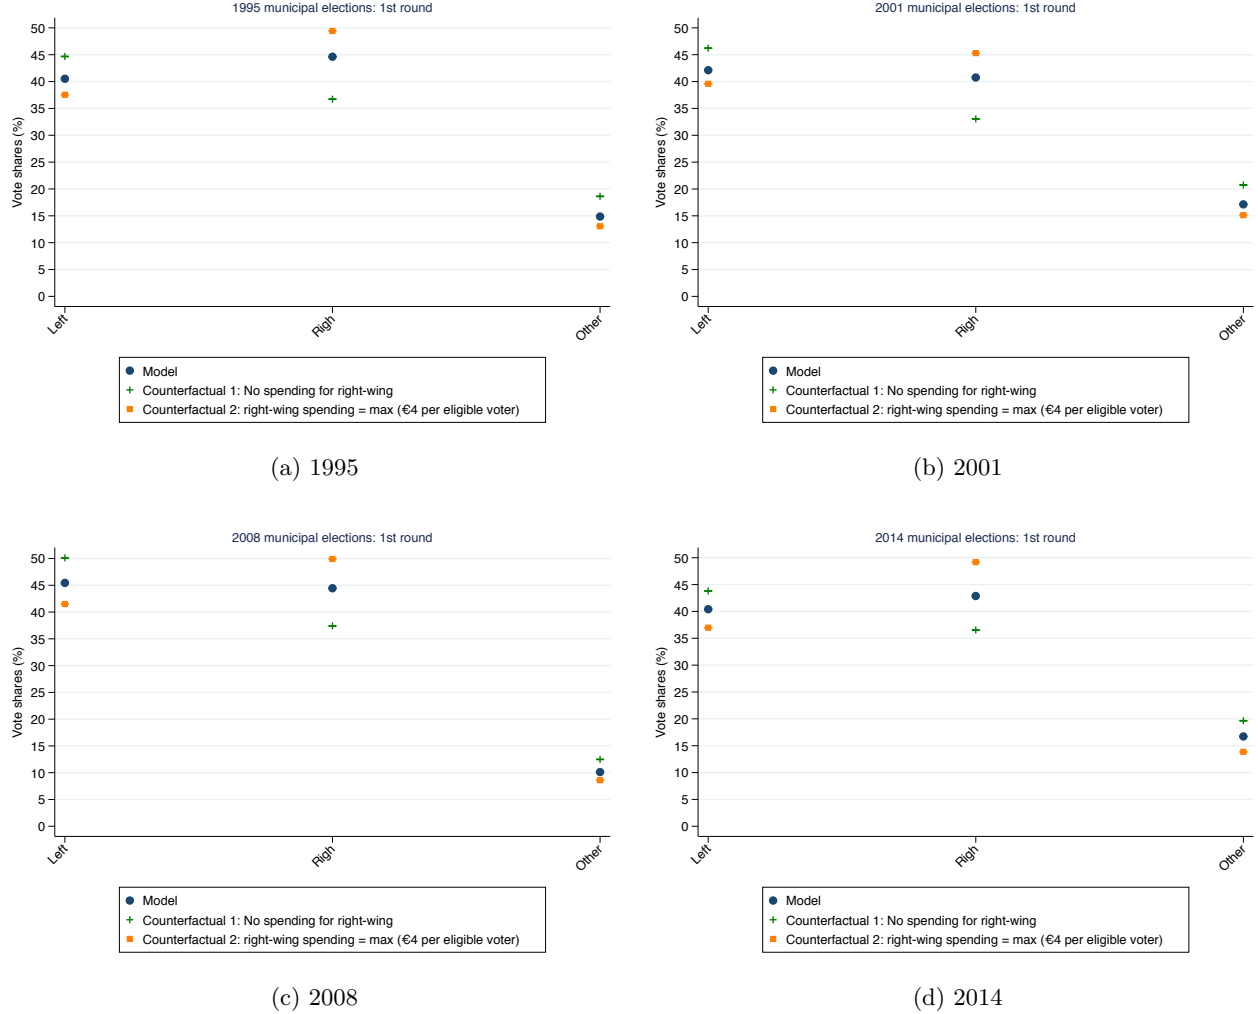 1995 municipal elections: 1st round
50
45
40
35
30
25
20
15
10
5
0
Vote shares (%)
Left
Righ
Other
Model
Counterfactual 1: No spending for right-wing
Counterfactual 2: right-wing spending = max (€4 per eligible voter)
(a) 1995
2001 municipal elections: 1st round
50
45
40
35
30
25
20
15
10
5
0
Vote shares (%)
Left
Righ
Other
Model
Counterfactual 1: No spending for right-wing
Counterfactual 2: right-wing spending = max (€4 per eligible voter)
(b) 2001
2008 municipal elections: 1st round
50
45
40
35
30
25
20
15
10
5
0
Vote shares (%)
Left
Righ
Other
Model
Counterfactual 1: No spending for right-wing
Counterfactual 2: right-wing spending = max (€4 per eligible voter)
(c) 2008
2014 municipal elections: 1st round
50
45
40
35
30
25
20
15
10
5
0
Vote shares (%)
Left
Righ
Other
Model
Counterfactual 1: No spending for right-wing
Counterfactual 2: right-wing spending = max (€4 per eligible voter)
(d) 2014